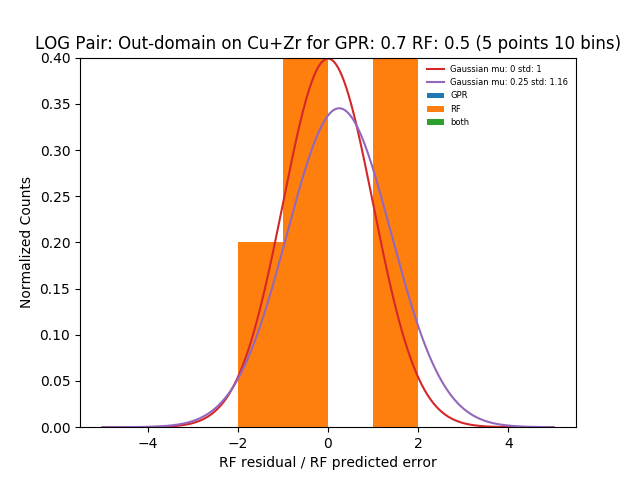 LOG Pair: Out-domain on Cu+Zr for GPR: 0.7 RF: 0.5 (5 points 10 bins)
Gaussian mu: 0 std: 1
Gaussian mu: 0.25 std: 1.16
GPR
RF
both
0.40
0.35
0.30
0.25
0.20
0.15
0.10
0.05
0.00
Normalized Counts
−4 −2 0 2 4
RF residual / RF predicted error